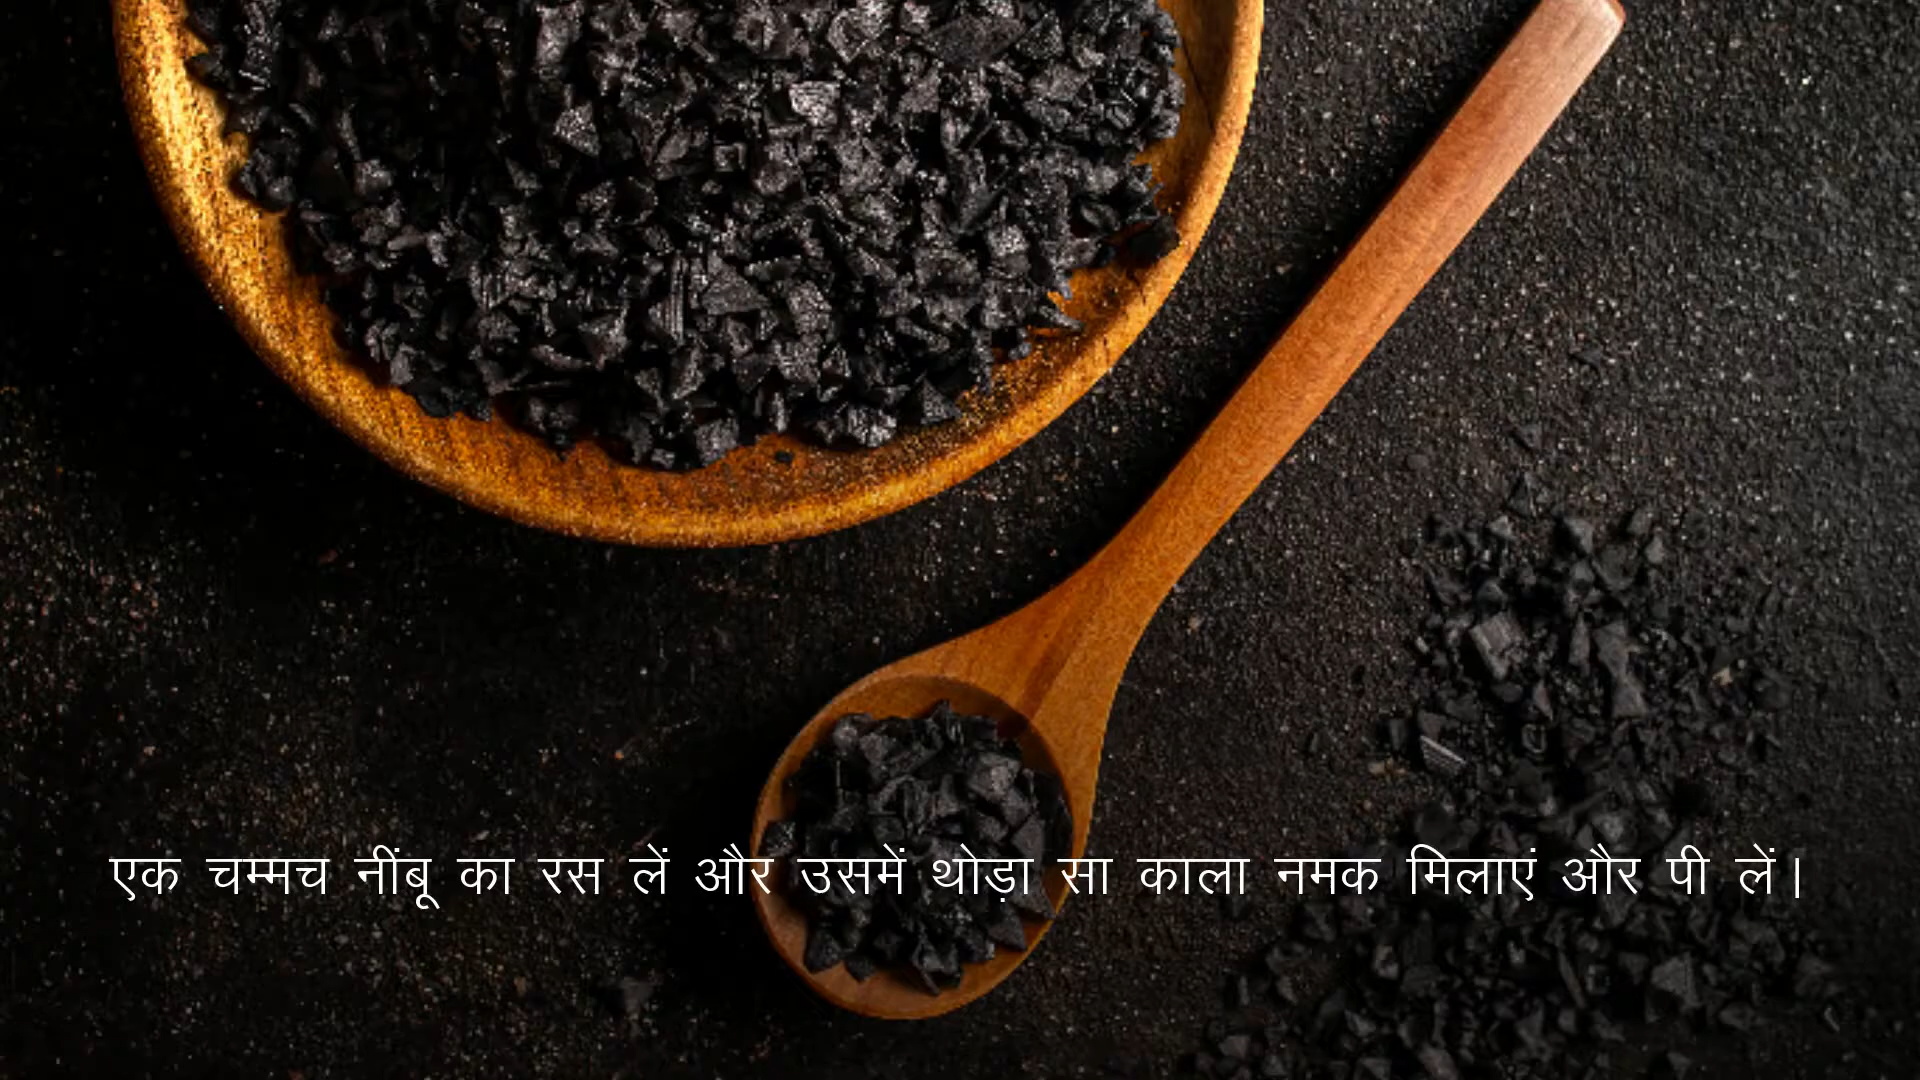 एक चम्मच नींबू का रस लें और उसमें थोड़ा सा काला नमक मिलाएं और पी लें।